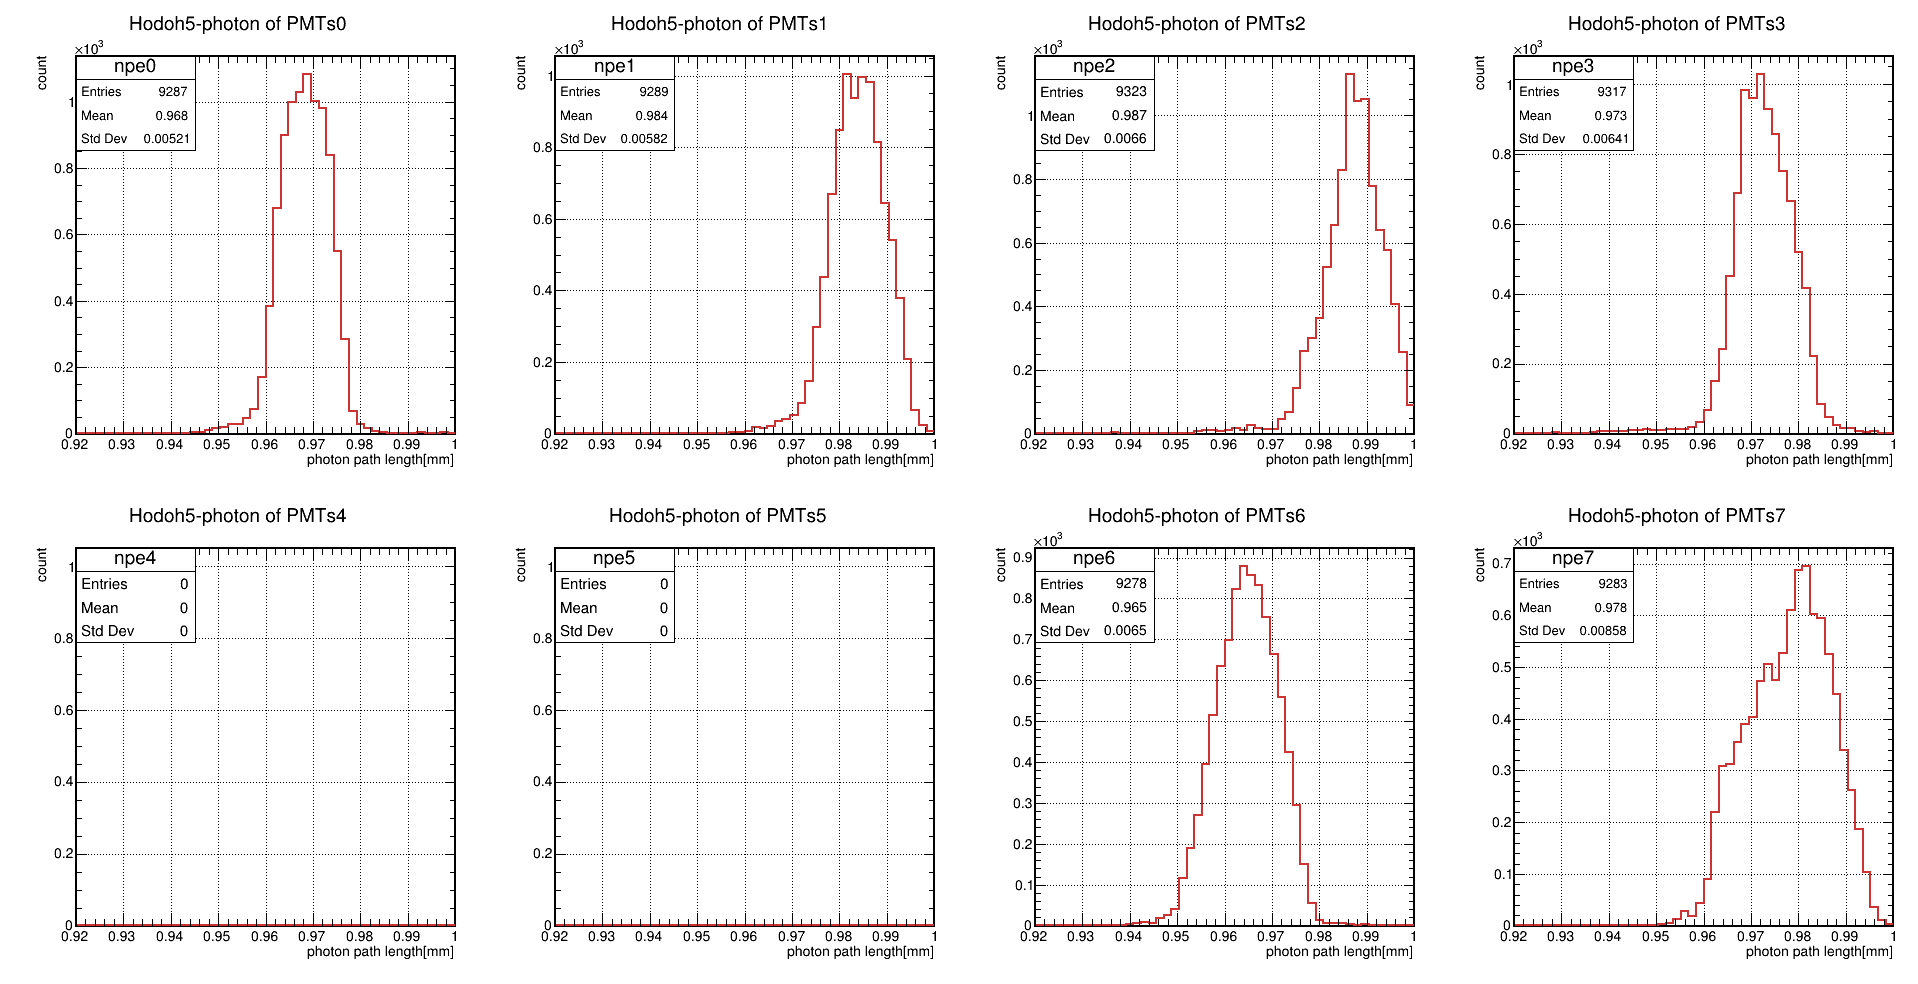 Hodoh5-photon of PMTs0
×10³
count
npe0
Entries 9287
Mean 0.968
Std Dev 0.00521
1
0.8
0.6
0.4
0.2
0
0.92 0.93 0.94 0.95 0.96 0.97 0.98 0.99 1
photon path length[mm]
Hodoh5-photon of PMTs1
×10³
count
npe1
Entries 9289
Mean 0.984
Std Dev 0.00582
1
0.8
0.6
0.4
0.2
0
0.92 0.93 0.94 0.95 0.96 0.97 0.98 0.99 1
photon path length[mm]
Hodoh5-photon of PMTs2
×10³
count
npe2
Entries 9323
Mean 0.987
Std Dev 0.0066
1
0.8
0.6
0.4
0.2
0
0.92 0.93 0.94 0.95 0.96 0.97 0.98 0.99 1
photon path length[mm]
Hodoh5-photon of PMTs3
×10³
count
npe3
Entries 9317
Mean 0.973
Std Dev 0.00641
1
0.8
0.6
0.4
0.2
0
0.92 0.93 0.94 0.95 0.96 0.97 0.98 0.99 1
photon path length[mm]
Hodoh5-photon of PMTs4
count
npe4
Entries 0
Mean 0
Std Dev 0
1
0.8
0.6
0.4
0.2
0
0.92 0.93 0.94 0.95 0.96 0.97 0.98 0.99 1
photon path length[mm]
Hodoh5-photon of PMTs5
count
npe5
Entries 0
Mean 0
Std Dev 0
1
0.8
0.6
0.4
0.2
0
0.92 0.93 0.94 0.95 0.96 0.97 0.98 0.99 1
photon path length[mm]
Hodoh5-photon of PMTs6
×10³
count
npe6
Entries 9278
Mean 0.965
Std Dev 0.0065
0.9
0.8
0.7
0.6
0.5
0.4
0.3
0.2
0.1
0
0.92 0.93 0.94 0.95 0.96 0.97 0.98 0.99 1
photon path length[mm]
Hodoh5-photon of PMTs7
×10³
count
npe7
Entries 9283
Mean 0.978
Std Dev 0.00858
0.7
0.6
0.5
0.4
0.3
0.2
0.1
0
0.92 0.93 0.94 0.95 0.96 0.97 0.98 0.99 1
photon path length[mm]